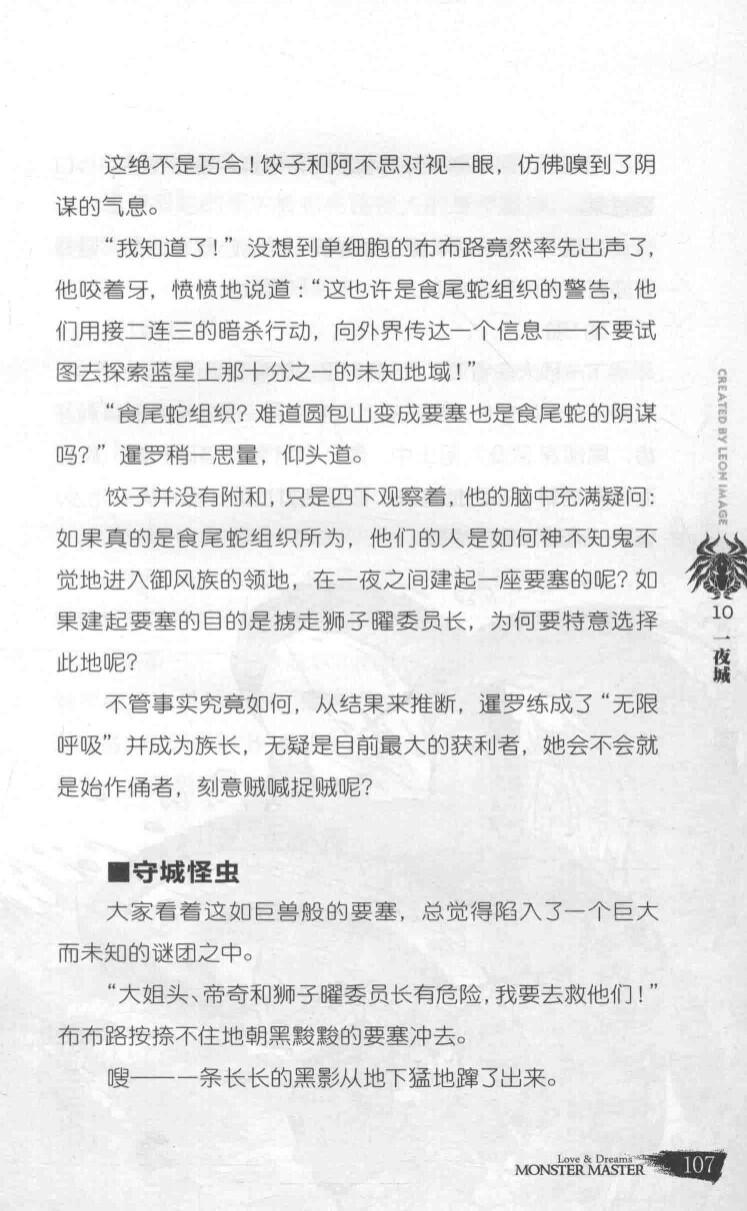 这绝不是巧合！饺子和阿不思对视一眼，仿佛嗅到了阴
谋的气息。
“我知道了！”没想到单细胞的布布路竟然率先出声了，
他咬着牙，愤愤地说道：“这也许是食尾蛇组织的警告，他
们用接二连三的暗杀行动，向外界传达一个信息——不要试
图去探索蓝星上那十分之一的未知地域！”
“食尾蛇组织？难道圆包山变成要塞也是食尾蛇的阴谋
吗？”暹罗稍一思量，仰头道。
饺子并没有附和，只是四下观察着，他的脑中充满疑问：
如果真的是食尾蛇组织所为，他们的人是如何神不知鬼不
觉地进入御风族的领地，在一夜之间建起一座要塞的呢？如
果建起要塞的目的是掳走狮子曜委员长，为何要特意选择
此地呢？
不管事实究竟如何，从结果来推断，暹罗练成了“无限
呼吸”并成为族长，无疑是目前最大的获利者，她会不会就
是始作俑者，刻意贼喊捉贼呢？
■守城怪虫
大家看着这如巨兽般的要塞，总觉得陷入了一个巨大
而未知的谜团之中。
“大姐头、帝奇和狮子曜委员长有危险，我要去救他们！”
布布路按捺不住地朝黑黢黢的要塞冲去。
嗖——一条长长的黑影从地下猛地蹿了出来。
CREATED BY LEON IMAGE
10
一夜城
Love & Dreams
MONSTER MASTER
107